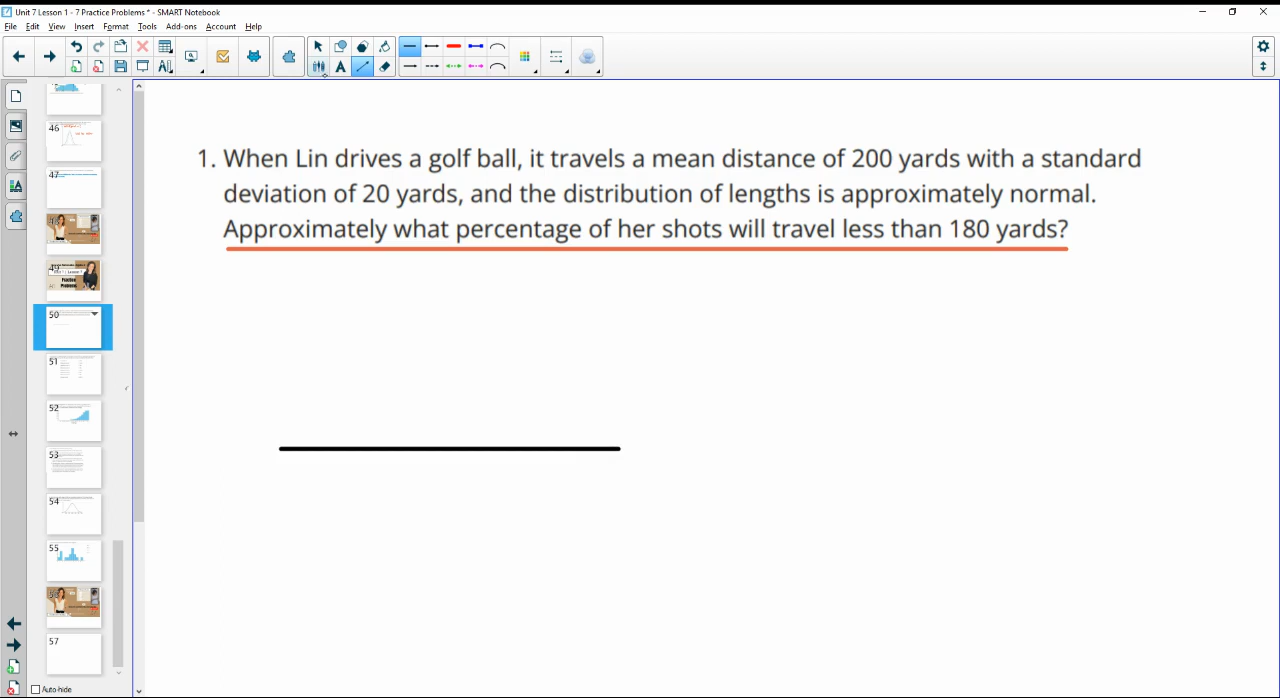 Unit 7 Lesson 1 - 7 Practice Problems * - SMART Notebook
File Edit View Insert Format Tools Add-ons Account Help
46
47
49
50
51
52
53
54
55
57
Auto-hide
1. When Lin drives a golf ball, it travels a mean distance of 200 yards with a standard
deviation of 20 yards, and the distribution of lengths is approximately normal.
Approximately what percentage of her shots will travel less than 180 yards?